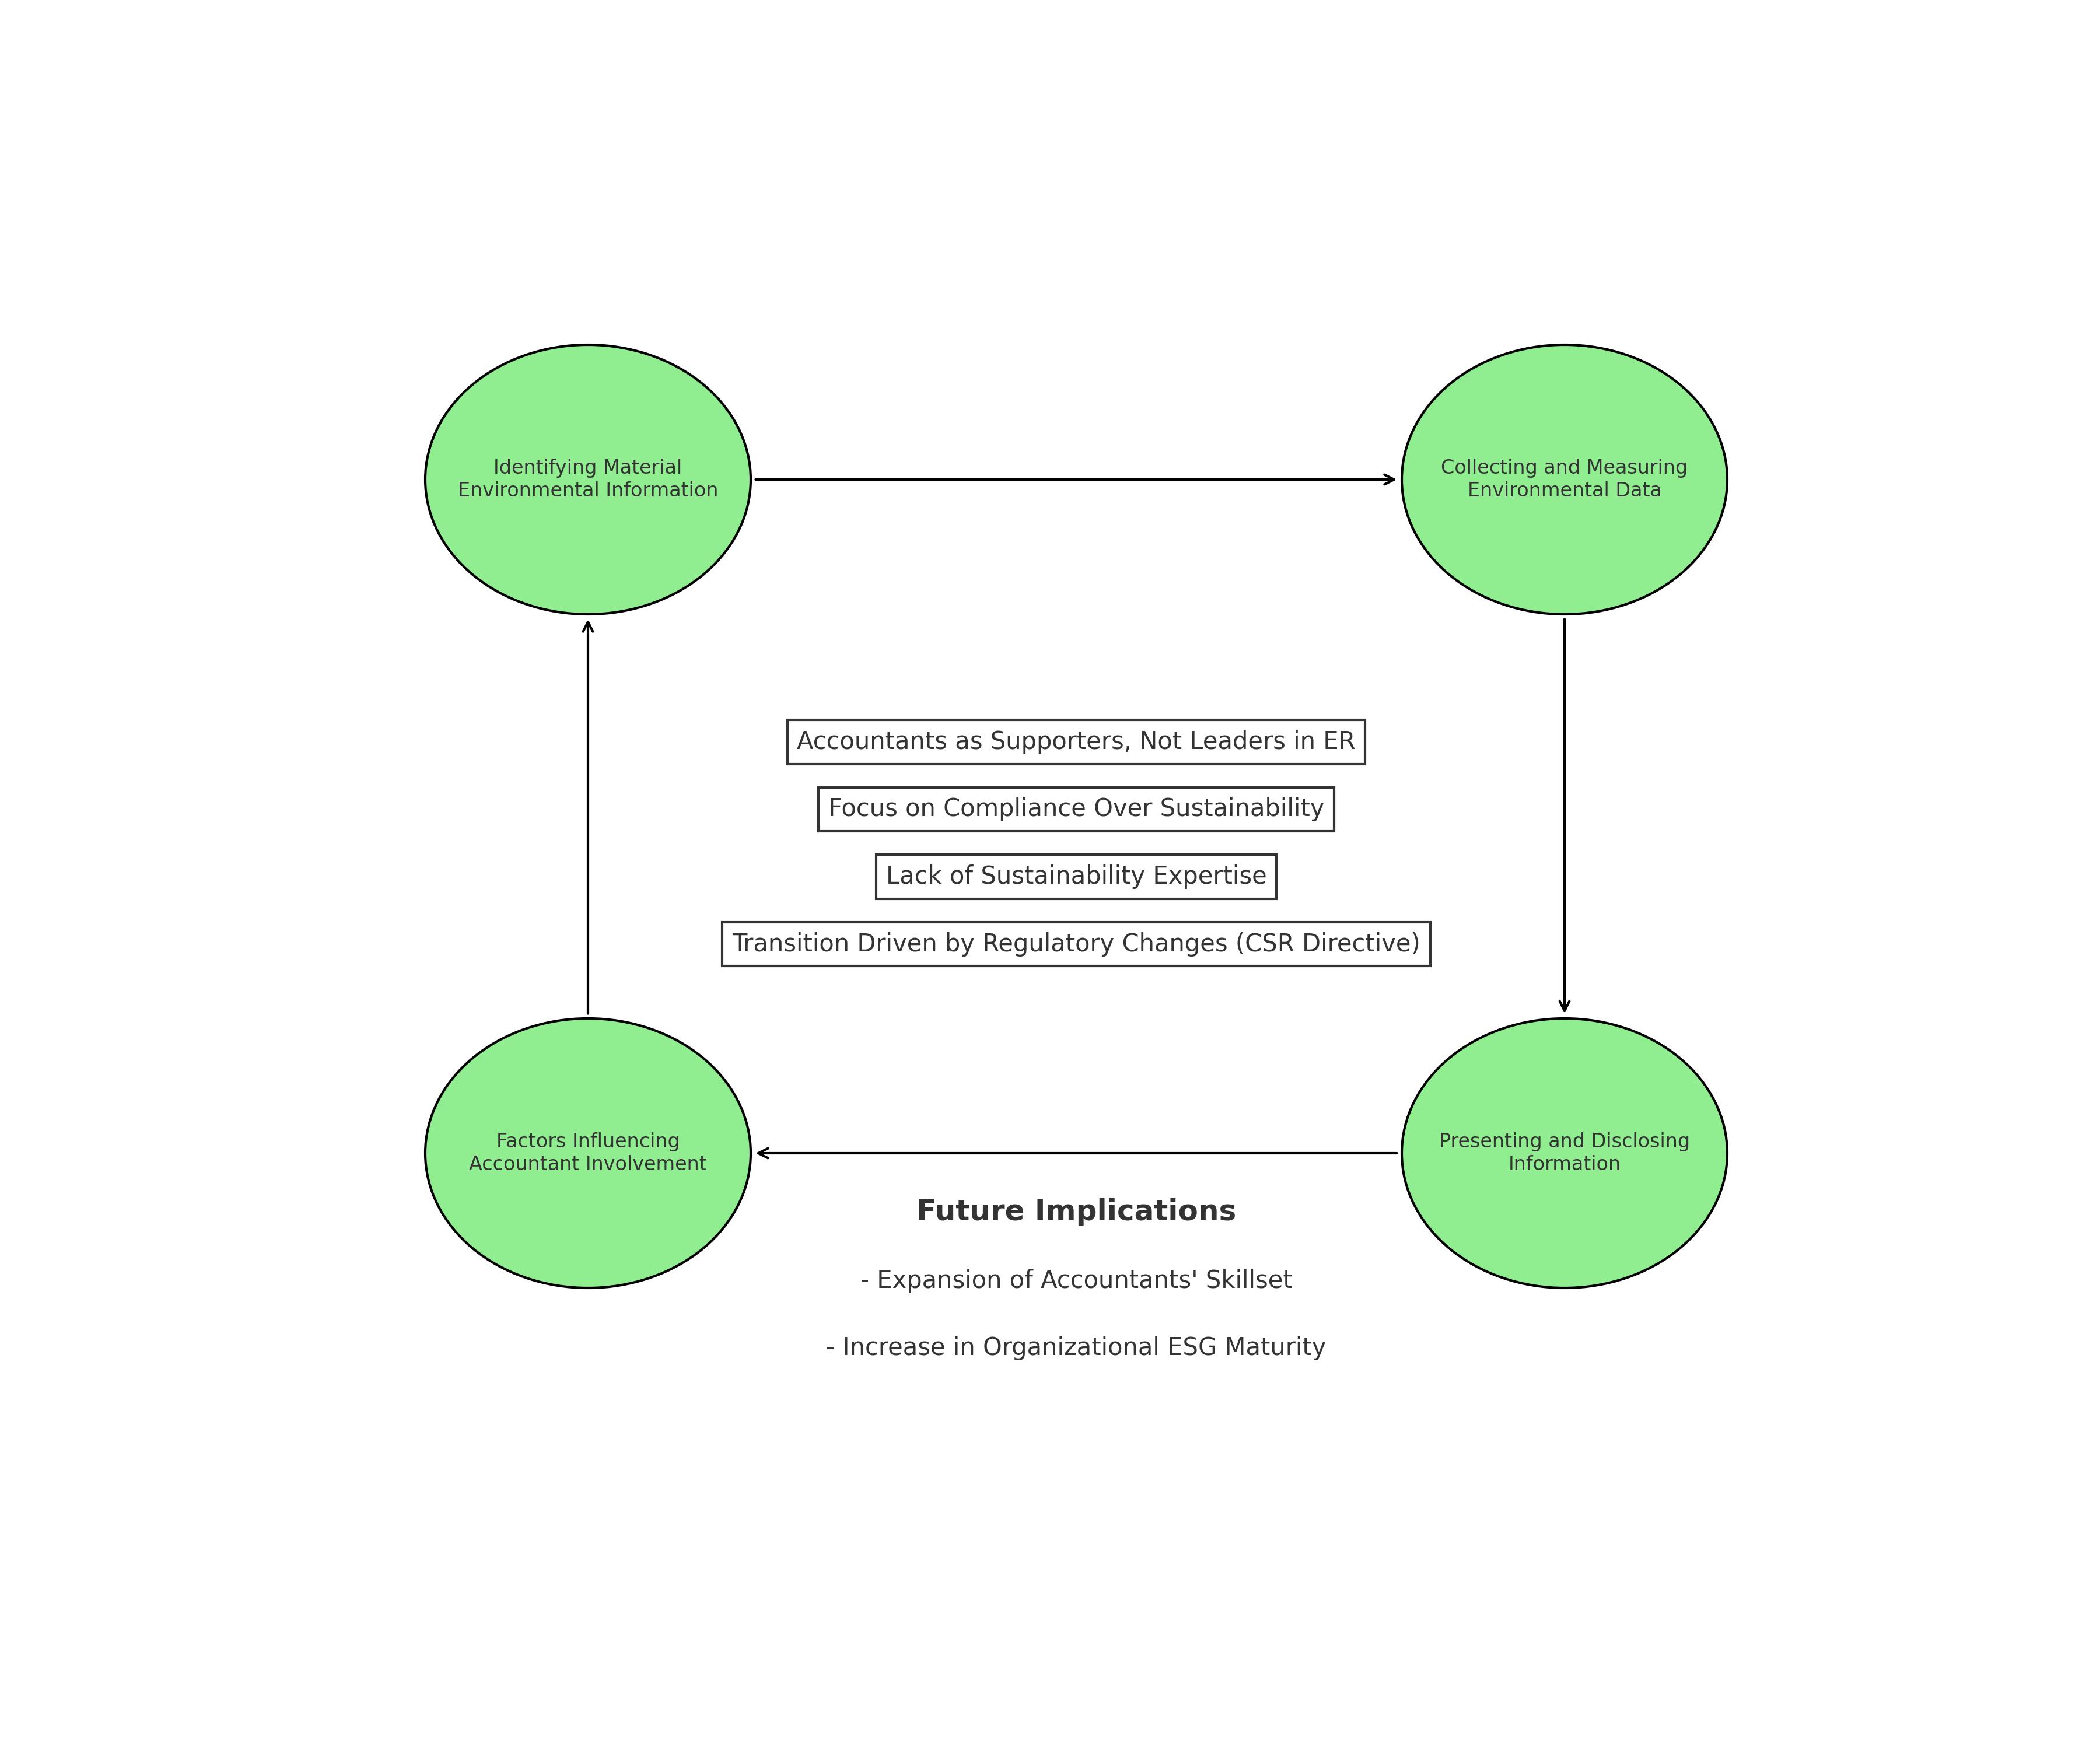 Identifying Material
Environmental Information
Collecting and Measuring
Environmental Data
Accountants as Supporters, Not Leaders in ER
Focus on Compliance Over Sustainability
Lack of Sustainability Expertise
Transition Driven by Regulatory Changes (CSR Directive)
Factors Influencing
Accountant Involvement
Presenting and Disclosing
Information
Future Implications
- Expansion of Accountants' Skillset
- Increase in Organizational ESG Maturity